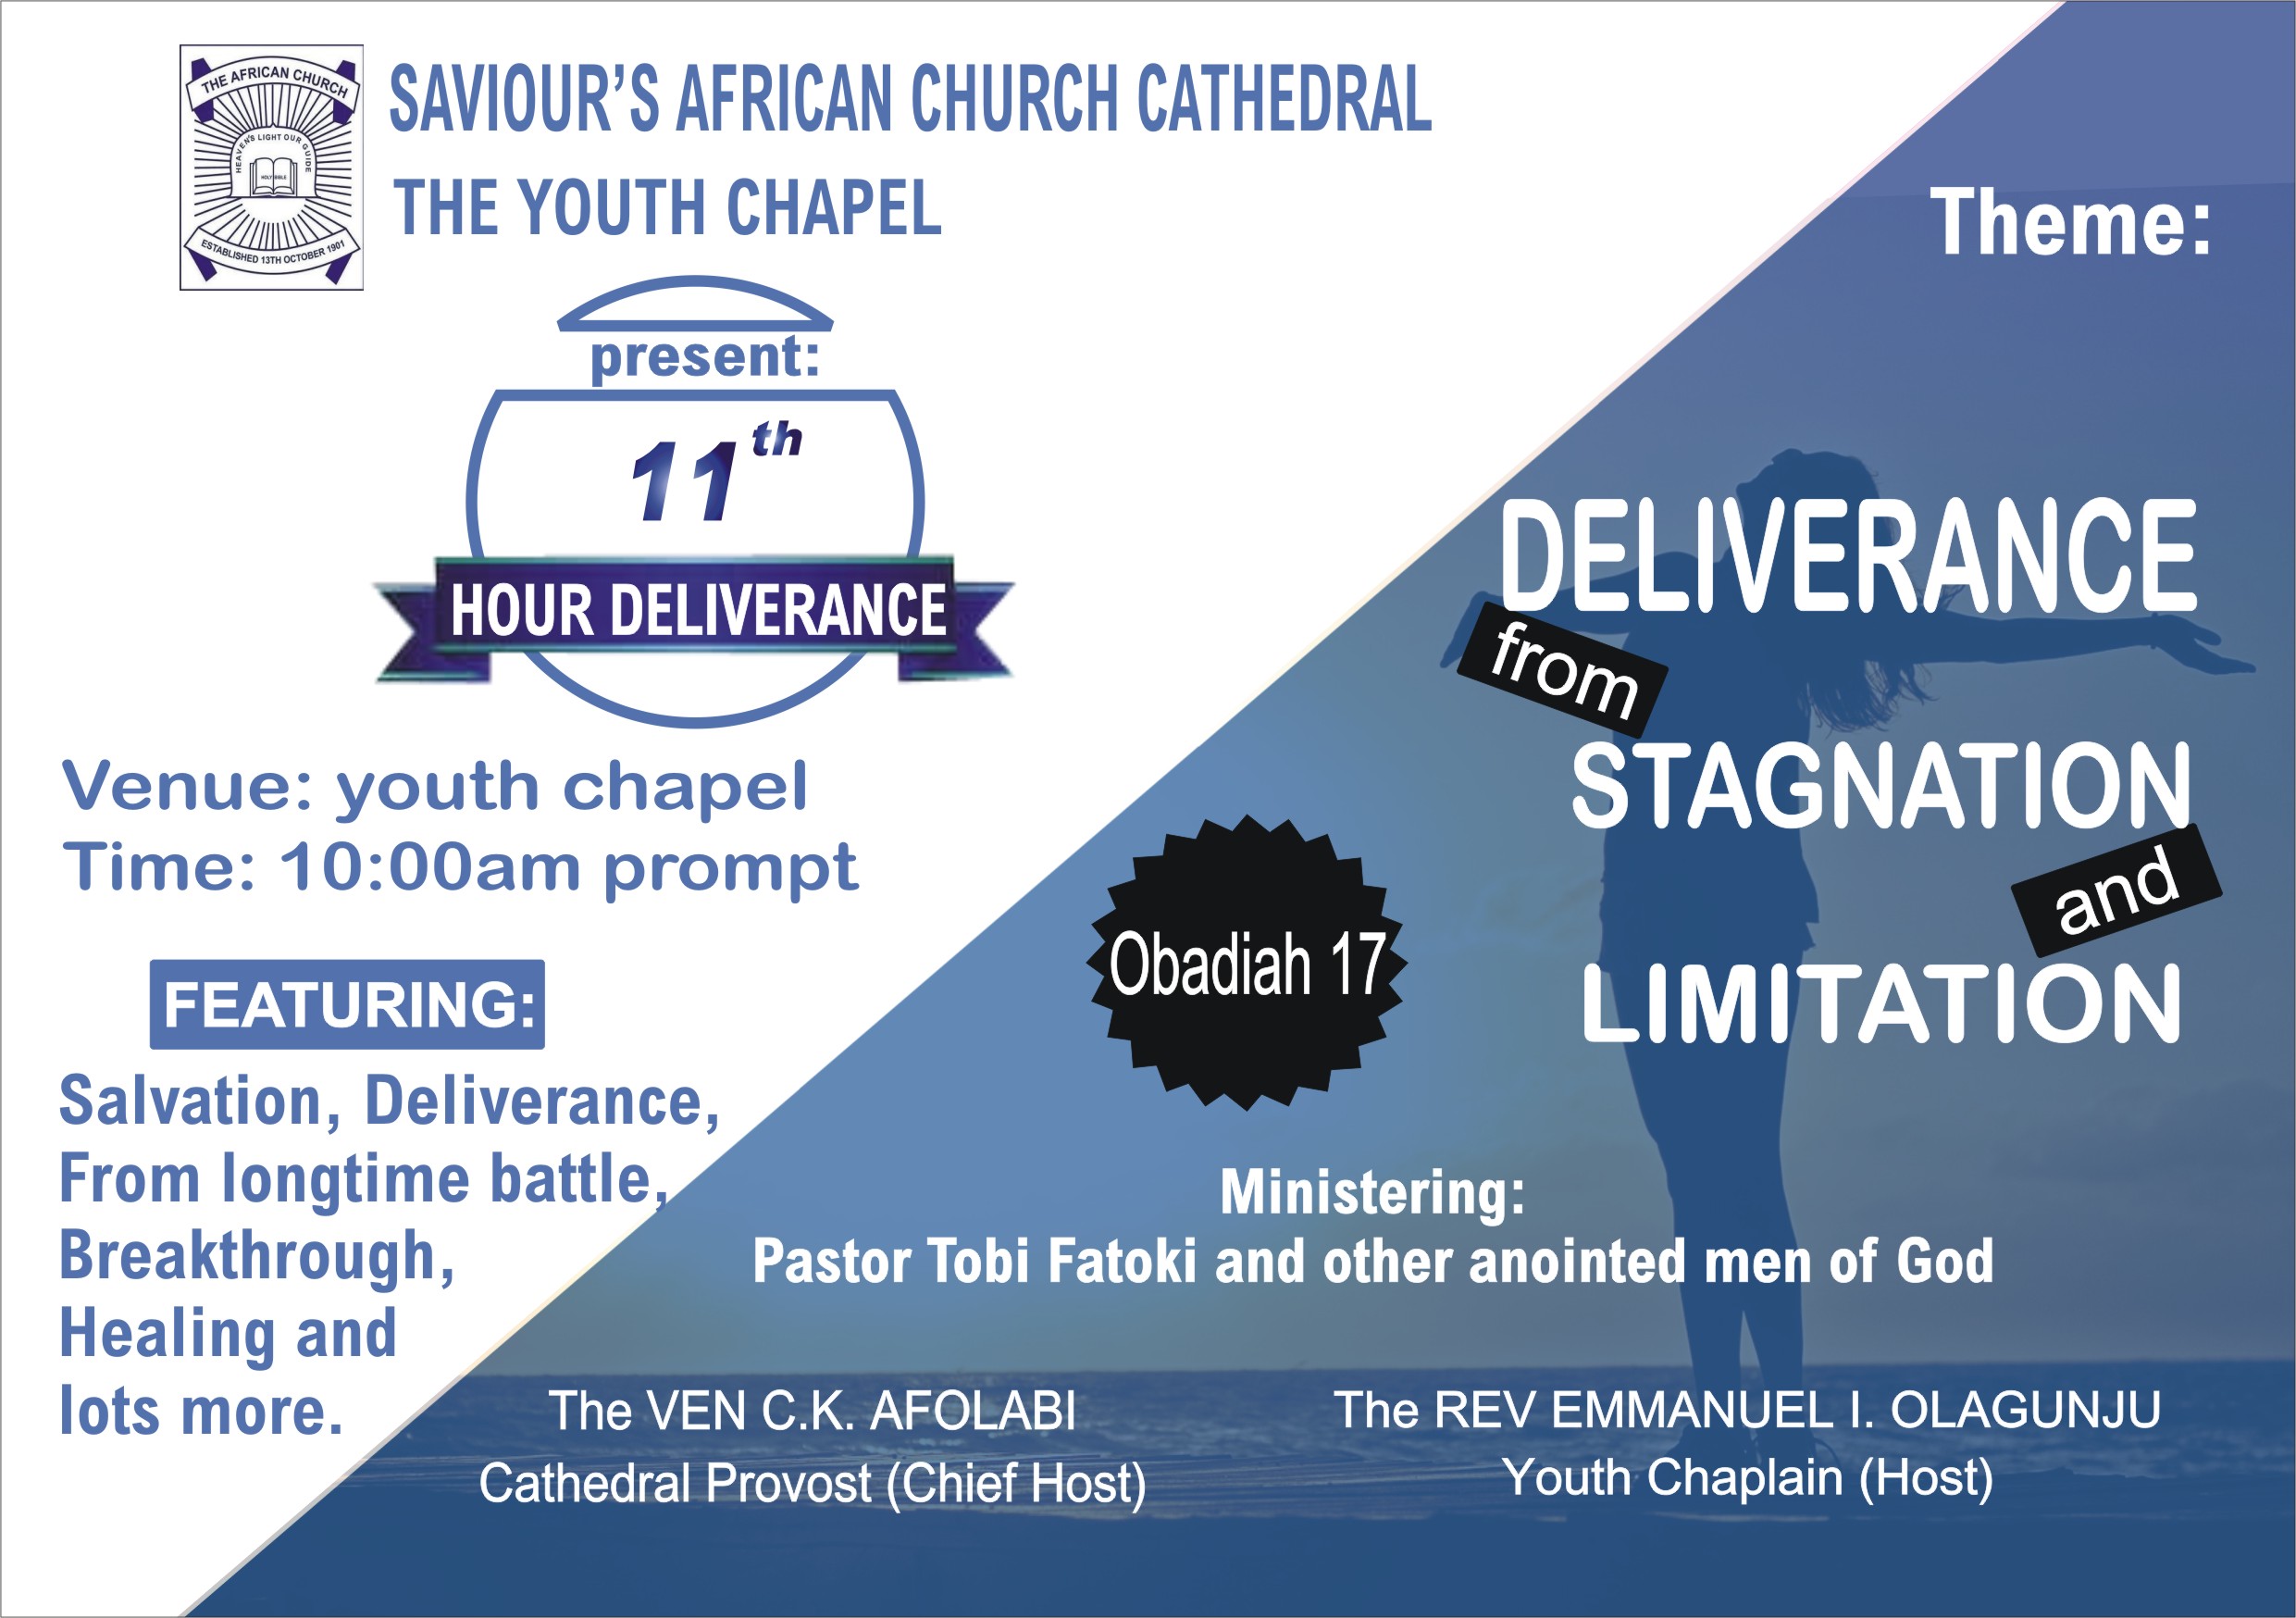 THE AFRICAN CHURCH
HEAVEN'S LIGHT OUR GUIDE
HOLY BIBLE
ESTABLISHED 13TH OCTOBER 1901
SAVIOUR'S AFRICAN CHURCH CATHEDRAL
THE YOUTH CHAPEL
present:
11th
HOUR DELIVERANCE
Venue: youth chapel
Time: 10:00am prompt
FEATURING:
Salvation, Deliverance,
From longtime battle,
Breakthrough,
Healing and
lots more.
Theme:
DELIVERANCE
from
STAGNATION
and
LIMITATION
Obadiah 17
Ministering:
Pastor Tobi Fatoki and other anointed men of God
The VEN C.K. AFOLABI
Cathedral Provost (Chief Host)
The REV EMMANUEL I. OLAGUNJU
Youth Chaplain (Host)